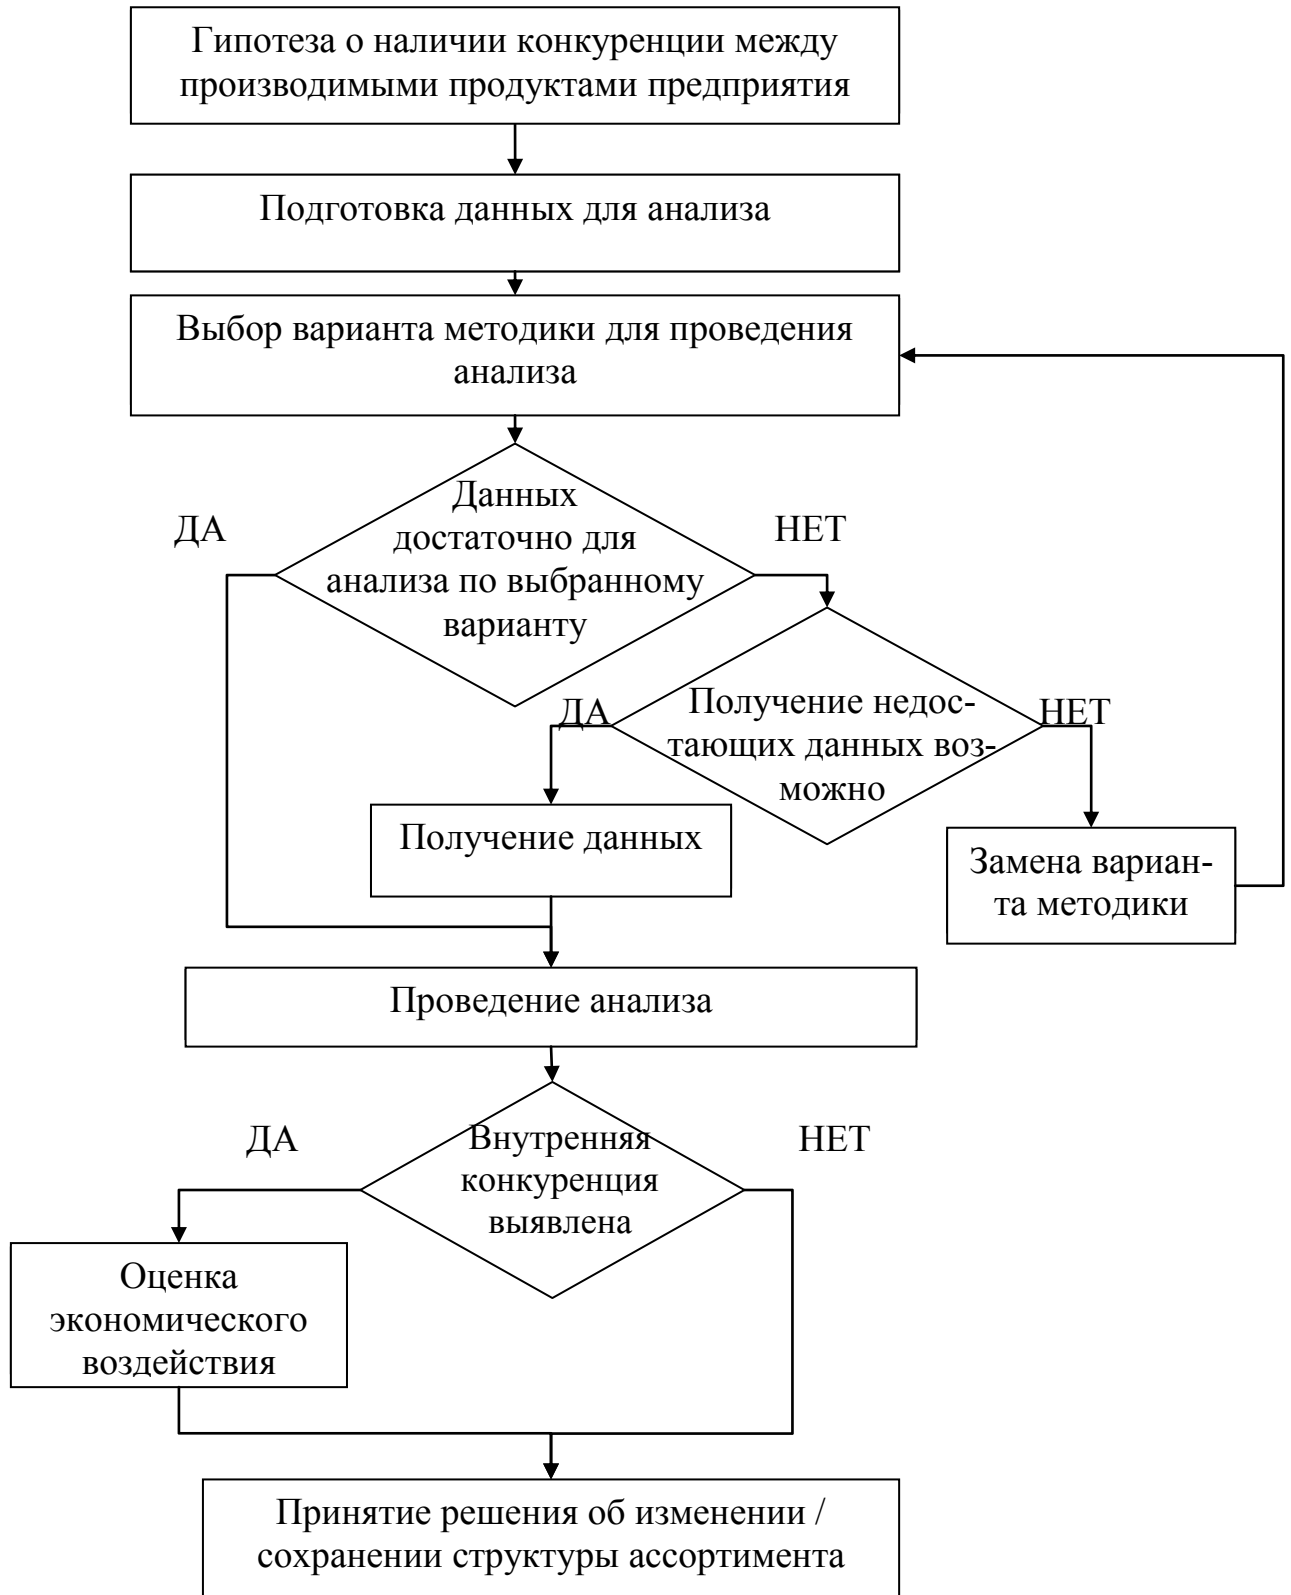 Гипотеза о наличии конкуренции между
производимыми продуктами предприятия
Подготовка данных для анализа
Выбор варианта методики для проведения
анализа
Данных
достаточно для
анализа по выбранному
варианту
ДА
НЕТ
Получение недос-
тающих данных воз-
можно
ДА
НЕТ
Получение данных
Замена вариан-
та методики
Проведение анализа
Внутренняя
конкуренция
выявлена
ДА
НЕТ
Оценка
экономического
воздействия
Принятие решения об изменении /
сохранении структуры ассортимента